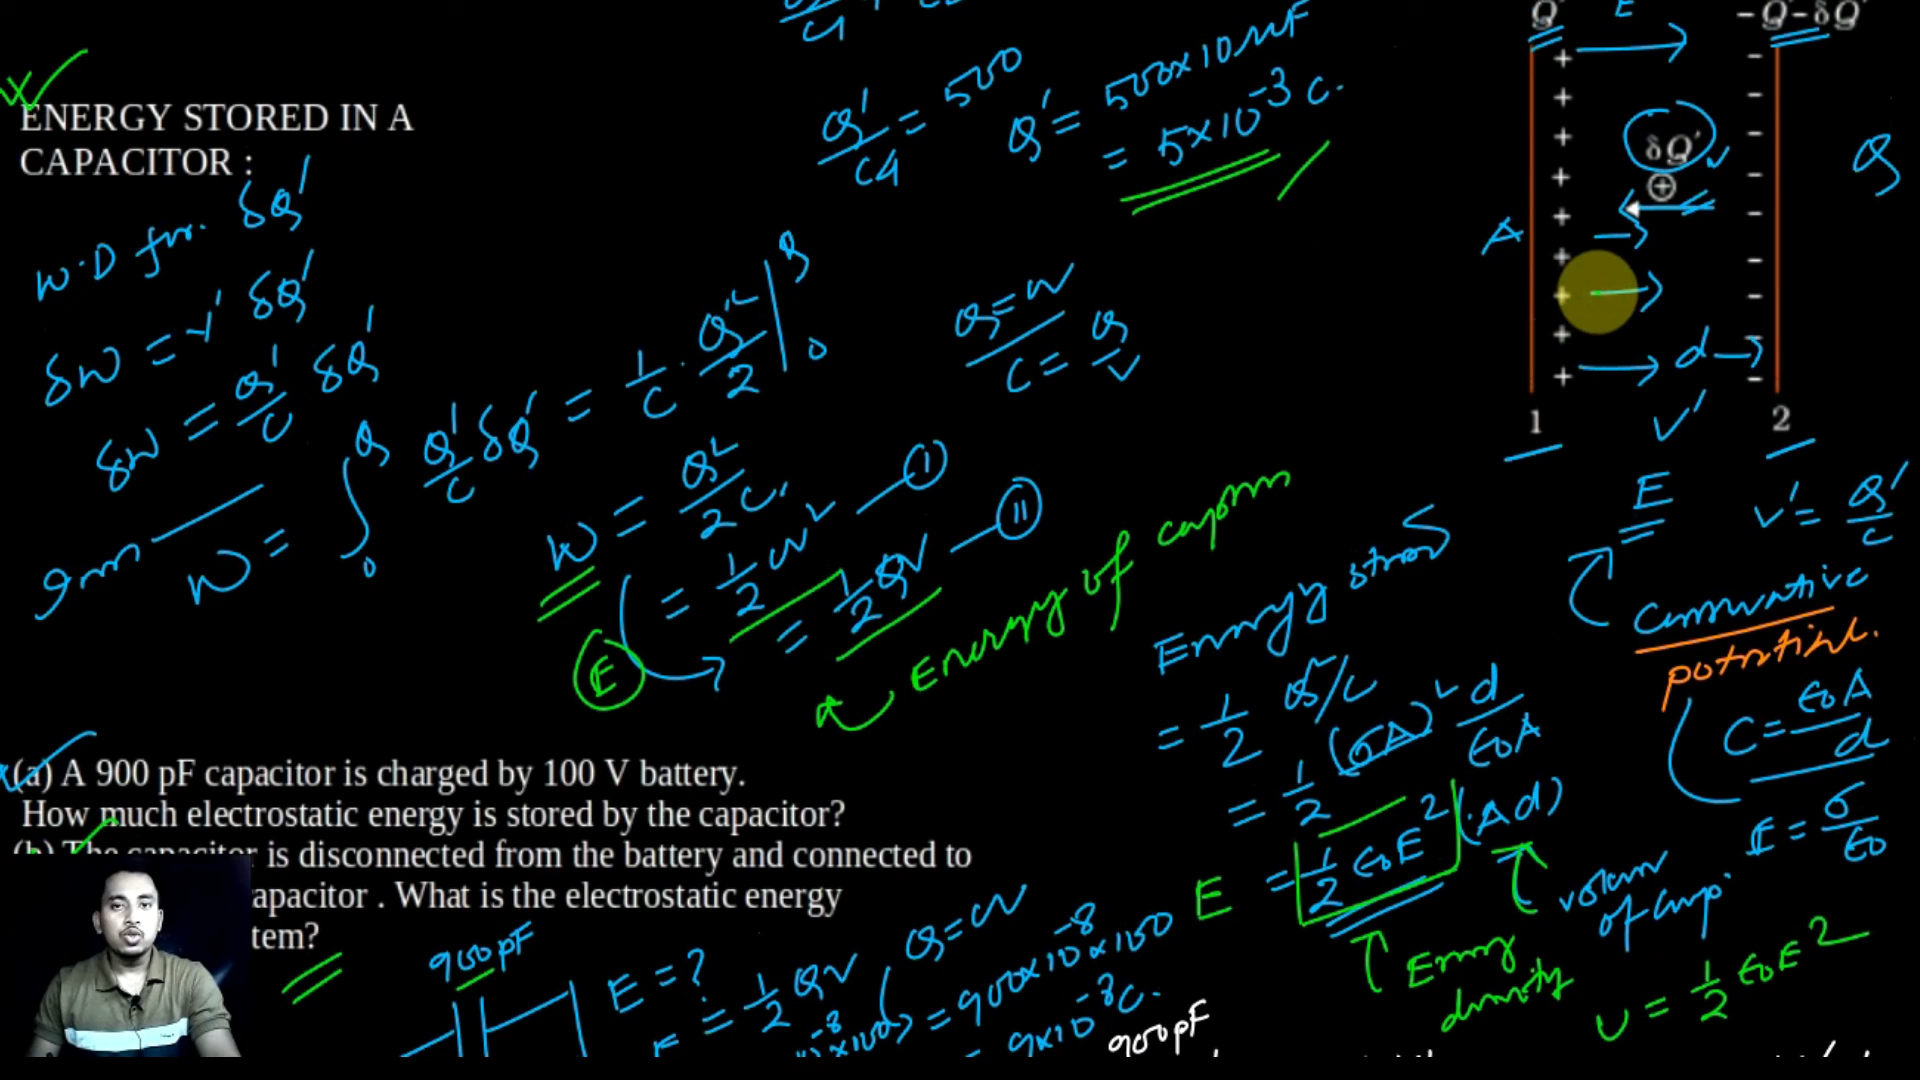 ENERGY STORED IN A
CAPACITOR :
W.D for. δQ'
δW = V' δQ'
δW = Q'/C δQ'
W = ∫₀^Q Q'/C δQ' = 1/C · Q'²/2 |₀^Q
W = Q²/2C
= 1/2 CV² — (I)
= 1/2 QV — (II)
E
Energy of
Q'/C4 = 500
Q' = 500×10 μF
= 5×10⁻³ C.
Q = CV
C = Q/V
Q' E -Q'-δQ'
δQ'
A
Q
d
1 V' 2
E
V' = Q'/C
Conservative
C = ε₀A/d
E = σ/ε₀
Energy stored
= 1/2 Q²/C
= 1/2 (σA)² d/ε₀A
E = 1/2 ε₀E² (Ad)
volume
of cap.
Energy
density
U = 1/2 ε₀E²
(a) A 900 pF capacitor is charged by 100 V battery.
How much electrostatic energy is stored by the capacitor?
(b) The capacitor is disconnected from the battery and connected to
apacitor . What is the electrostatic energy
tem?
900pF
E = ?
= 1/2 QV
Q = CV
= 900×10⁻⁸×100
= 9×10⁻⁸ C.
900pF